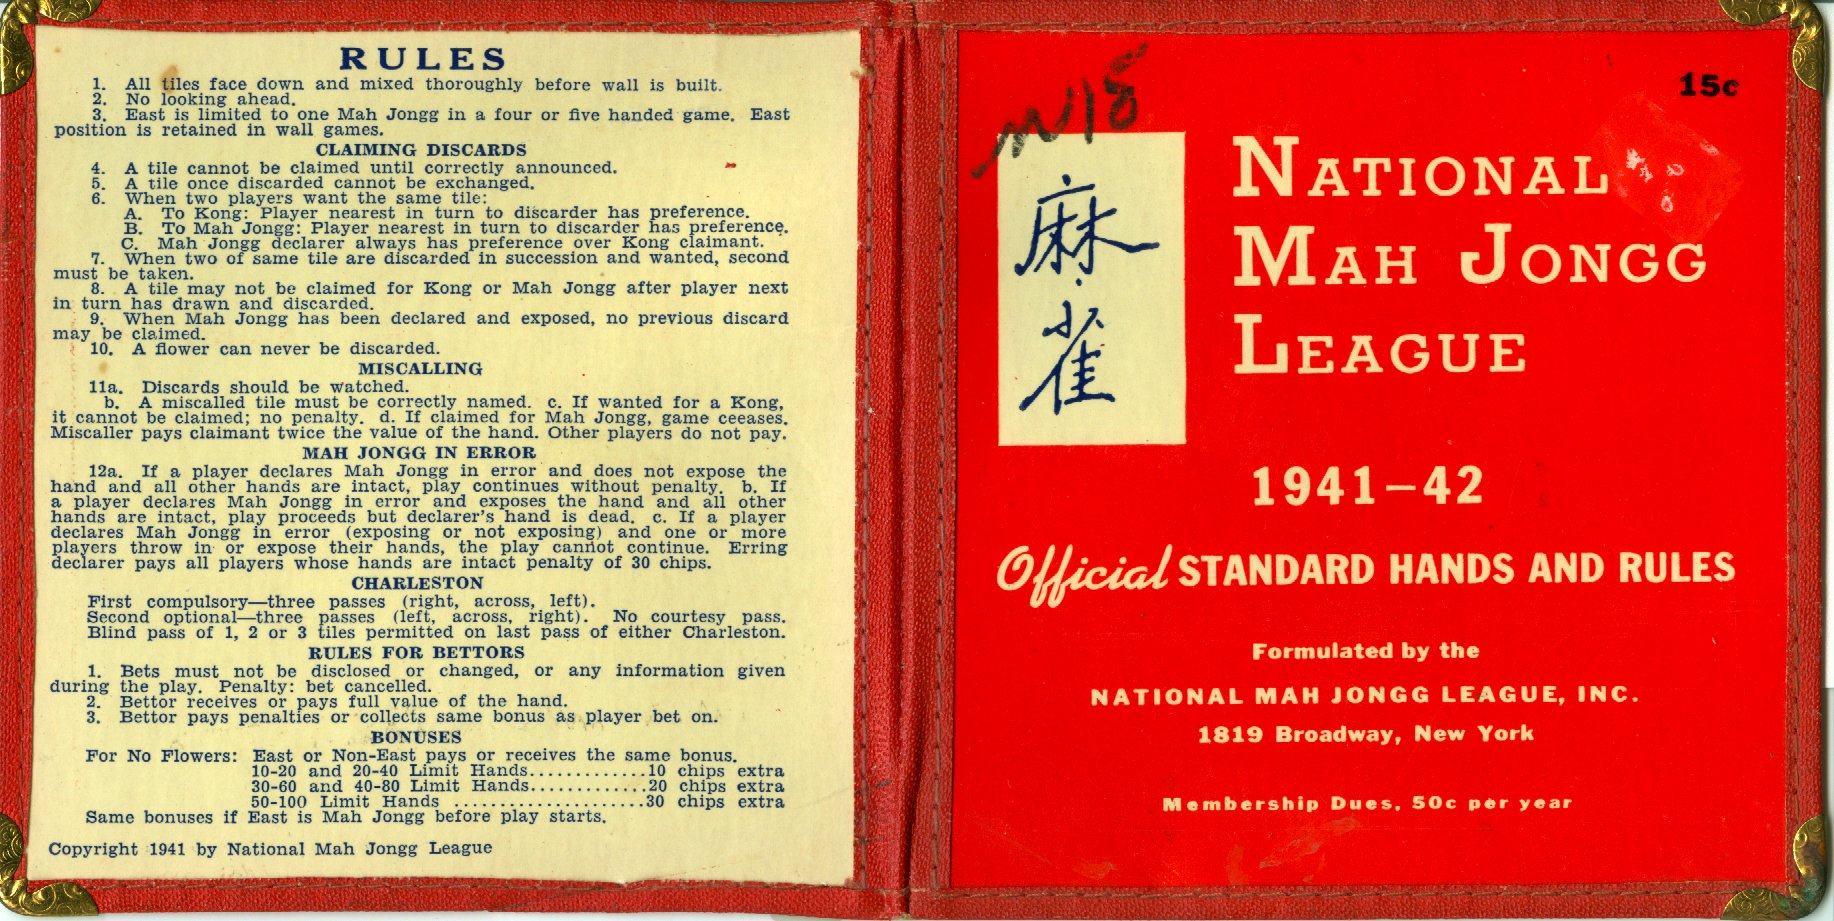 RULES
1. All tiles face down and mixed thoroughly before wall is built.
2. No looking ahead.
3. East is limited to one Mah Jongg in a four or five handed game. East
position is retained in wall games.
CLAIMING DISCARDS
4. A tile cannot be claimed until correctly announced.
5. A tile once discarded cannot be exchanged.
6. When two players want the same tile:
A. To Kong: Player nearest in turn to discarder has preference.
B. To Mah Jongg: Player nearest in turn to discarder has preference.
C. Mah Jongg declarer always has preference over Kong claimant.
7. When two of same tile are discarded in succession and wanted, second
must be taken.
8. A tile may not be claimed for Kong or Mah Jongg after player next
in turn has drawn and discarded.
9. When Mah Jongg has been declared and exposed, no previous discard
may be claimed.
10. A flower can never be discarded.
MISCALLING
11a. Discards should be watched.
b. A miscalled tile must be correctly named. c. If wanted for a Kong,
it cannot be claimed; no penalty. d. If claimed for Mah Jongg, game ceeases.
Miscaller pays claimant twice the value of the hand. Other players do not pay.
MAH JONGG IN ERROR
12a. If a player declares Mah Jongg in error and does not expose the
hand and all other hands are intact, play continues without penalty. b. If
a player declares Mah Jongg in error and exposes the hand and all other
hands are intact, play proceeds but declarer's hand is dead. c. If a player
declares Mah Jongg in error (exposing or not exposing) and one or more
players throw in or expose their hands, the play cannot continue. Erring
declarer pays all players whose hands are intact penalty of 30 chips.
CHARLESTON
First compulsory—three passes (right, across, left).
Second optional—three passes (left, across, right). No courtesy pass.
Blind pass of 1, 2 or 3 tiles permitted on last pass of either Charleston.
RULES FOR BETTORS
1. Bets must not be disclosed or changed, or any information given
during the play. Penalty: bet cancelled.
2. Bettor receives or pays full value of the hand.
3. Bettor pays penalties or collects same bonus as player bet on.
BONUSES
For No Flowers: East or Non-East pays or receives the same bonus.
10-20 and 20-40 Limit Hands.............10 chips extra
30-60 and 40-80 Limit Hands.............20 chips extra
50-100 Limit Hands .....................30 chips extra
Same bonuses if East is Mah Jongg before play starts.
Copyright 1941 by National Mah Jongg League
15c
麻雀
NATIONAL
MAH JONGG
LEAGUE
1941–42
Official STANDARD HANDS AND RULES
Formulated by the
NATIONAL MAH JONGG LEAGUE, INC.
1819 Broadway, New York
Membership Dues, 50c per year